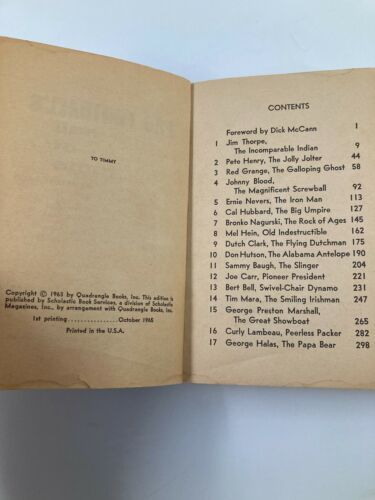 TO TIMMY
Copyright © 1963 by Quadrangle Books, Inc. This edition is
published by Scholastic Book Services, a division of Scholastic
Magazines, Inc., by arrangement with Quadrangle Books, Inc.
1st printing.....................October 1965
Printed in the U.S.A.
CONTENTS
Foreword by Dick McCann 1
1 Jim Thorpe,
The Incomparable Indian 9
2 Pete Henry, The Jolly Jolter 44
3 Red Grange, The Galloping Ghost 58
4 Johnny Blood,
The Magnificent Screwball 92
5 Ernie Nevers, The Iron Man 113
6 Cal Hubbard, The Big Umpire 127
7 Bronko Nagurski, The Rock of Ages 145
8 Mel Hein, Old Indestructible 162
9 Dutch Clark, The Flying Dutchman 175
10 Don Hutson, The Alabama Antelope 190
11 Sammy Baugh, The Slinger 204
12 Joe Carr, Pioneer President 221
13 Bert Bell, Swivel-Chair Dynamo 231
14 Tim Mara, The Smiling Irishman 247
15 George Preston Marshall,
The Great Showboat 265
16 Curly Lambeau, Peerless Packer 282
17 George Halas, The Papa Bear 298